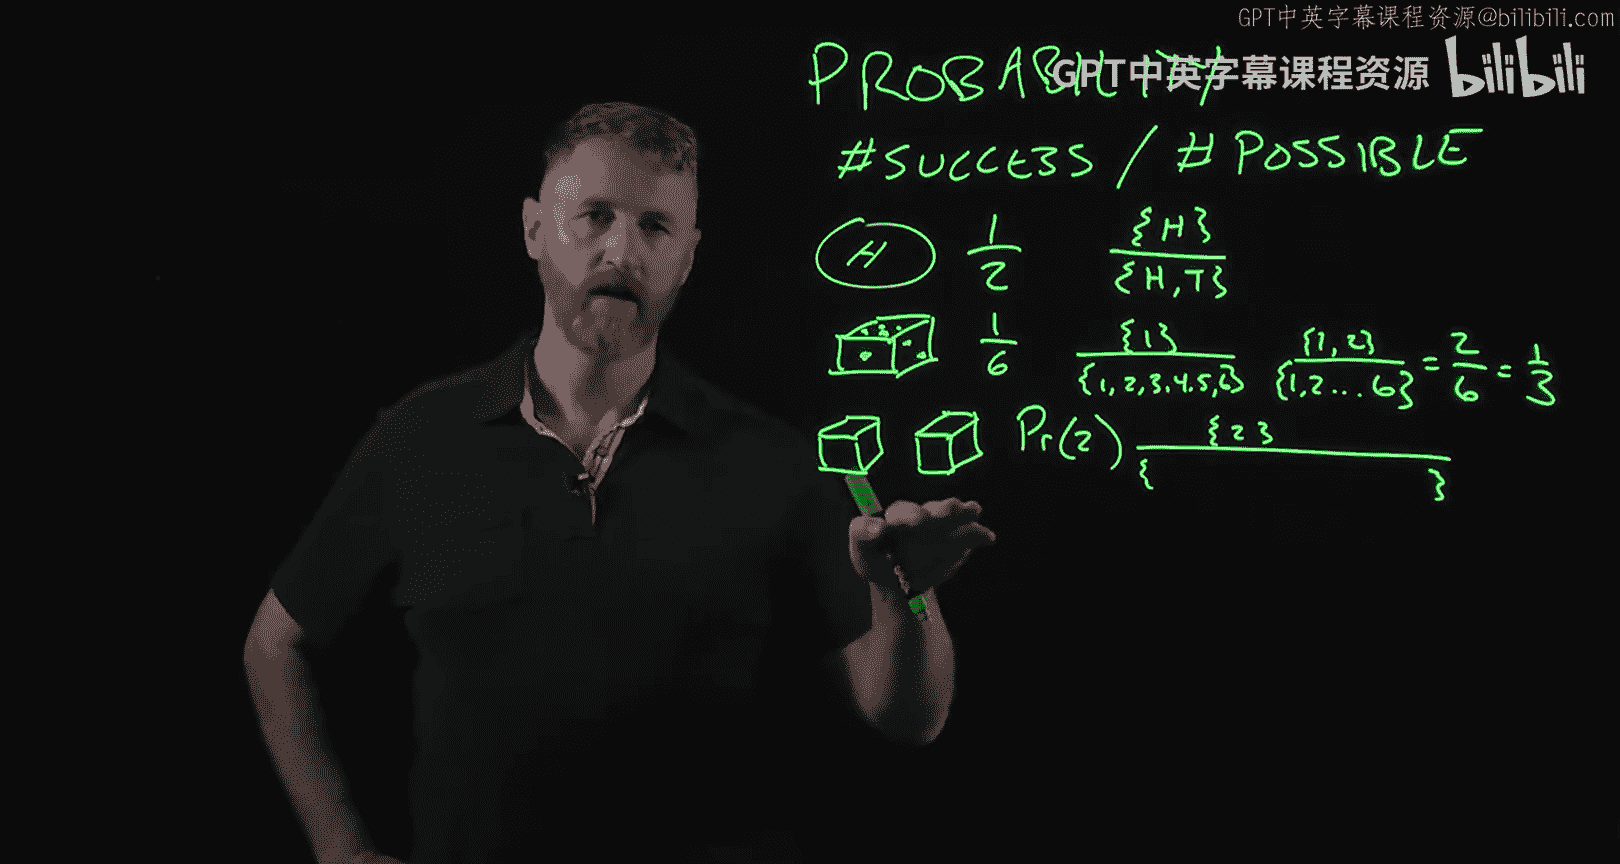 GPT中英字幕课程资源@bilibili.com
PROBABILITY
GPT中英字幕课程资源 bilibili
#SUCCESS / # POSSIBLE
H 1/2 {H}/{H,T}
1/6 {1}/{1,2,3.4.5,6} {1,2}/{1,2...6} = 2/6 = 1/3
Pr(2) {2}/{ }